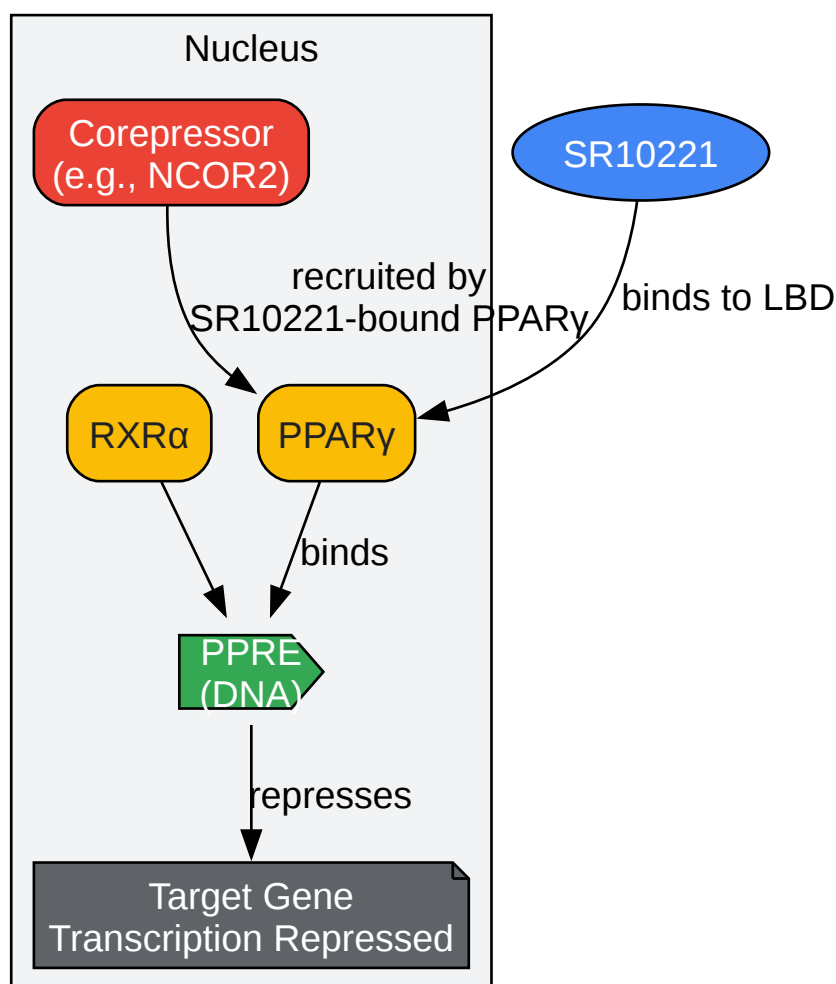 Nucleus
Corepressor
(e.g., NCOR2)
SR10221
recruited by
SR10221-bound PPARγ
binds to LBD
RXRα
PPARγ
binds
PPRE
(DNA)
represses
Target Gene
Transcription Repressed